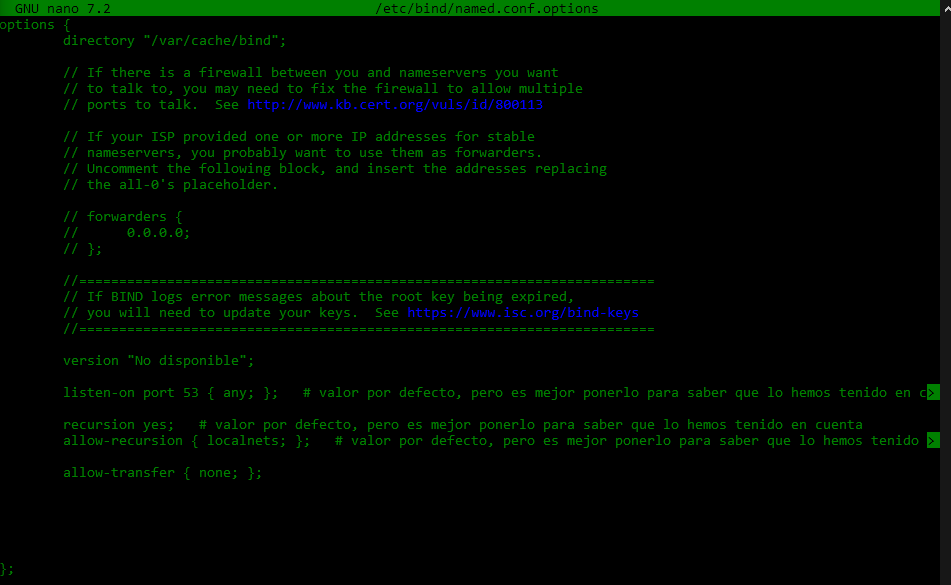 GNU nano 7.2 /etc/bind/named.conf.options
options {
directory "/var/cache/bind";
// If there is a firewall between you and nameservers you want
// to talk to, you may need to fix the firewall to allow multiple
// ports to talk.  See http://www.kb.cert.org/vuls/id/800113
// If your ISP provided one or more IP addresses for stable
// nameservers, you probably want to use them as forwarders.
// Uncomment the following block, and insert the addresses replacing
// the all-0's placeholder.
// forwarders {
//      0.0.0.0;
// };
//========================================================================
// If BIND logs error messages about the root key being expired,
// you will need to update your keys.  See https://www.isc.org/bind-keys
//========================================================================
version "No disponible";
listen-on port 53 { any; };   # valor por defecto, pero es mejor ponerlo para saber que lo hemos tenido en c>
recursion yes;   # valor por defecto, pero es mejor ponerlo para saber que lo hemos tenido en cuenta
allow-recursion { localnets; };   # valor por defecto, pero es mejor ponerlo para saber que lo hemos tenido >
allow-transfer { none; };
};